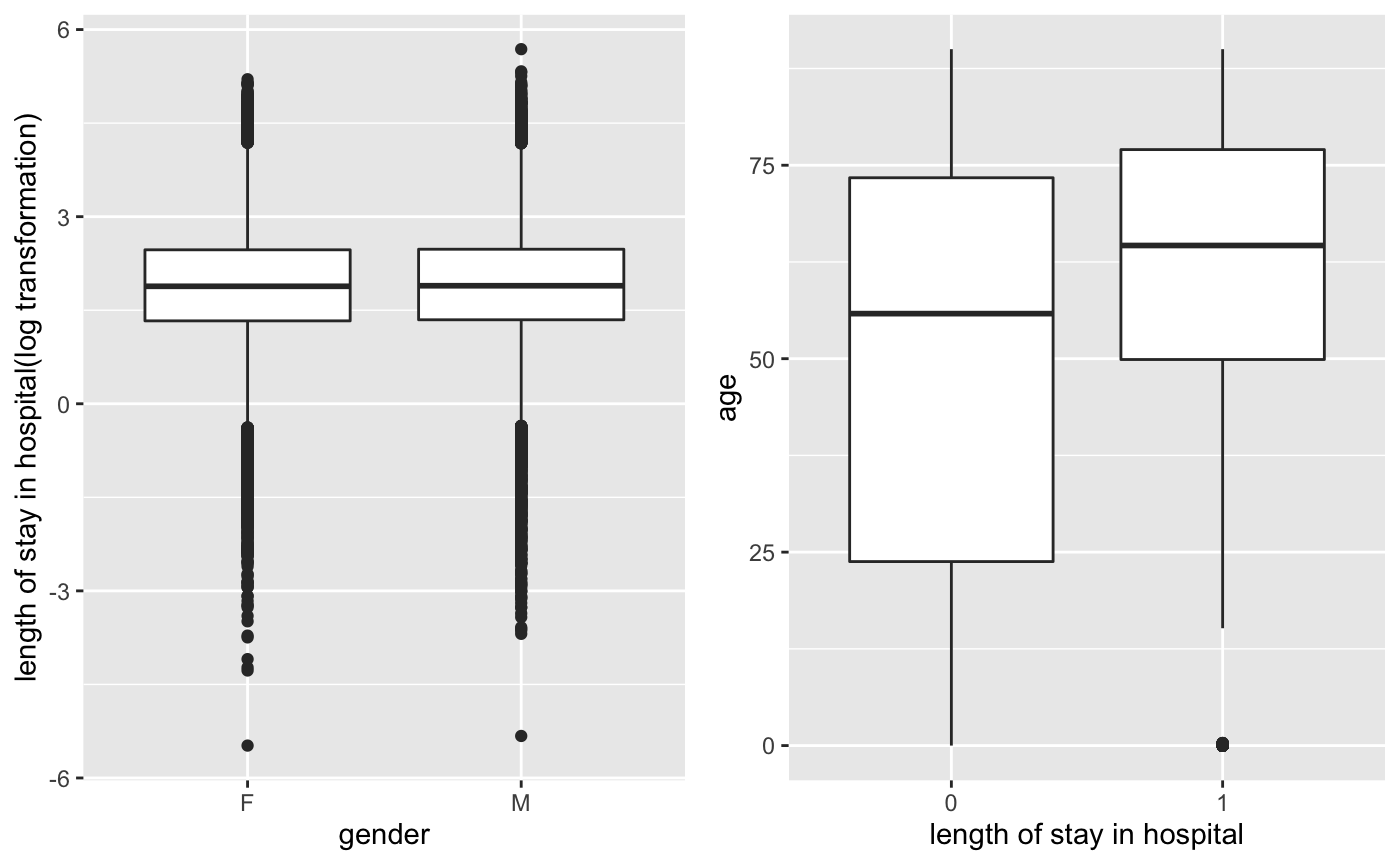 length of stay in hospital(log transformation)
6
3
0
-3
-6
F
M
gender
age
75
50
25
0
0
1
length of stay in hospital